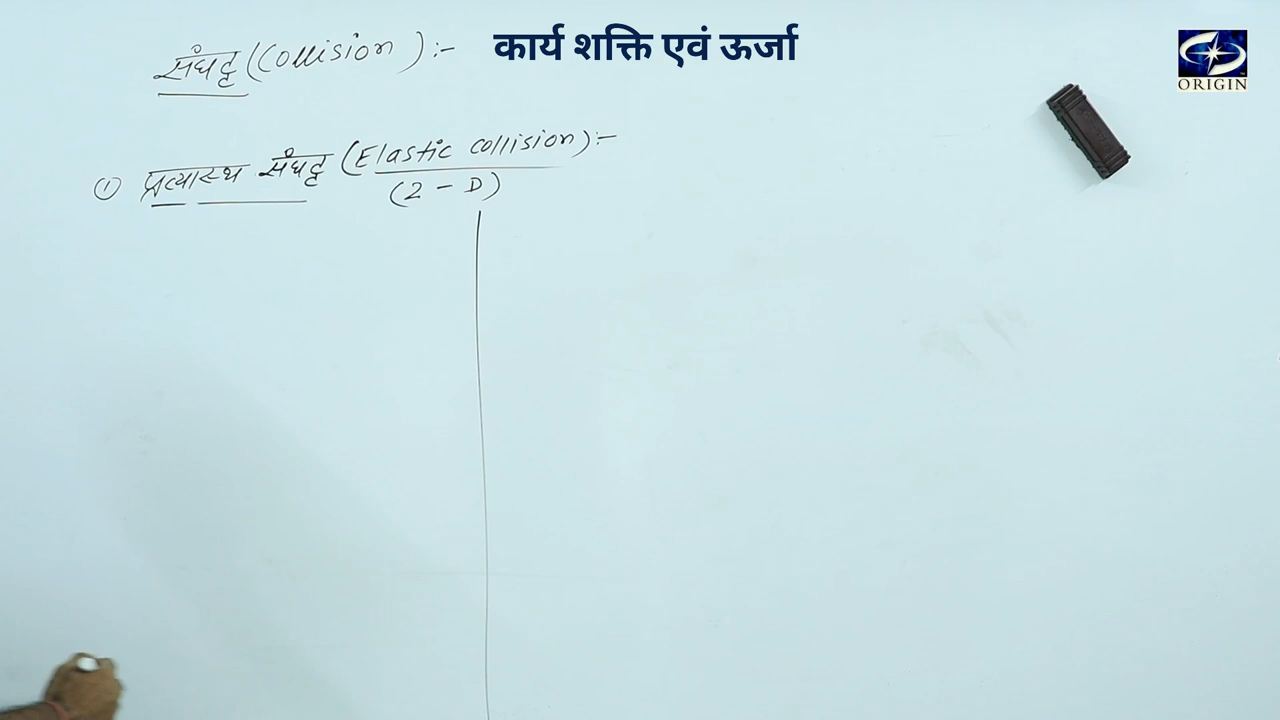 कार्य शक्ति एवं ऊर्जा
ORIGIN
संघट्ट (Collision) :-
① प्रत्यास्थ संघट्ट (Elastic collision) :-
(2 - D)